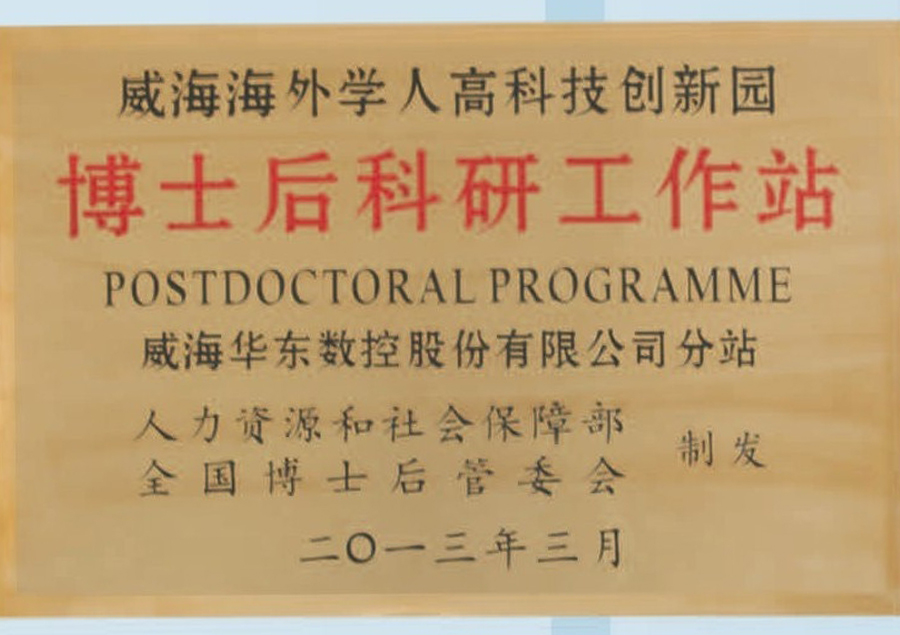 威海海外学人高科技创新园
博士后科研工作站
POSTDOCTORAL PROGRAMME
威海华东数控股份有限公司分站
人力资源和社会保障部
全国博士后管委会
制发
二〇一三年三月